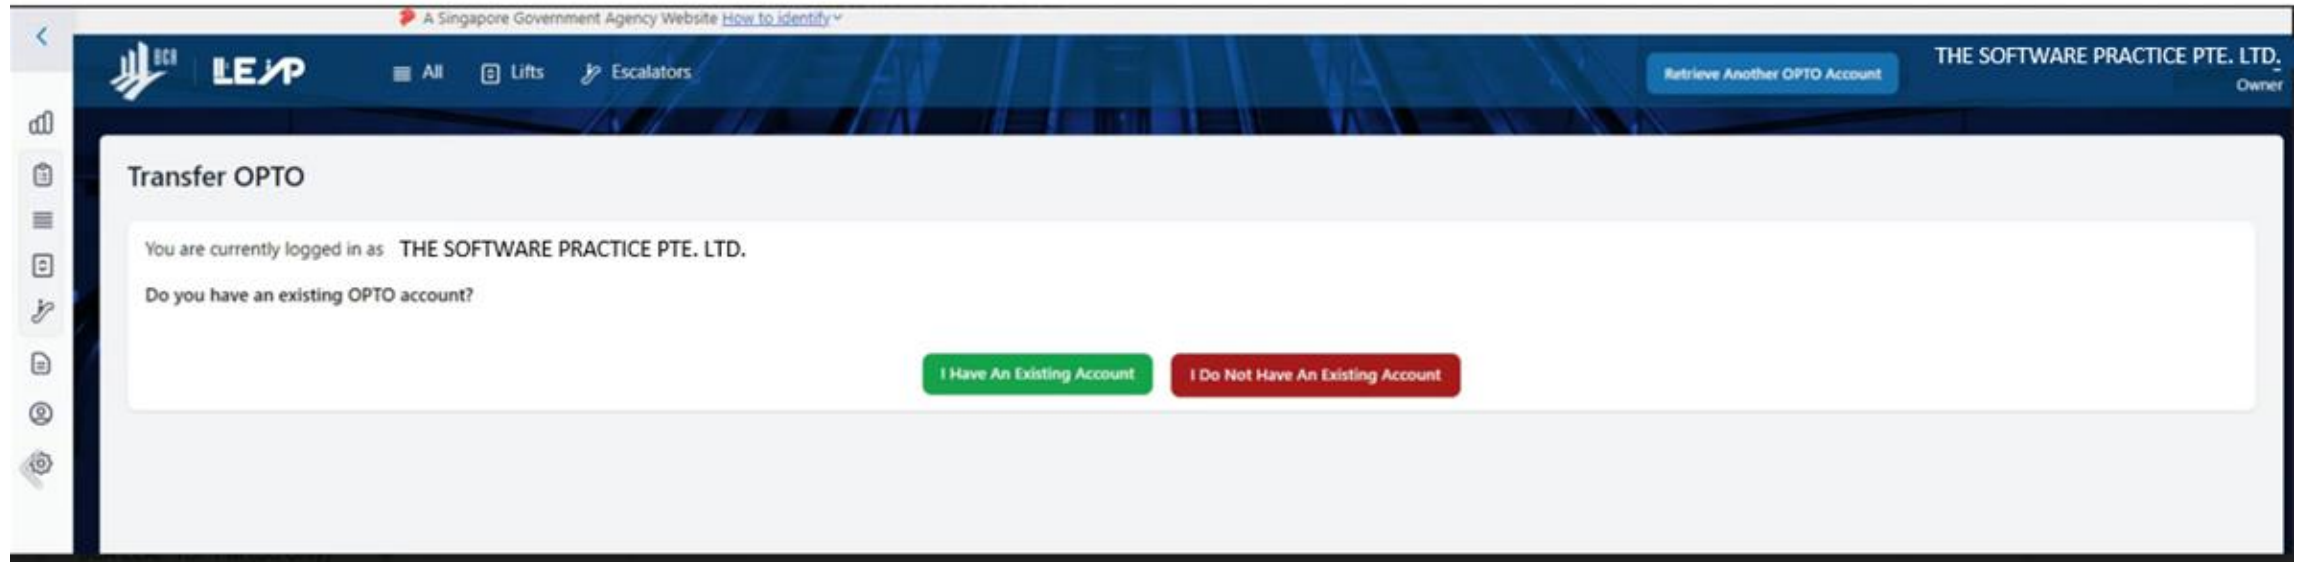 A Singapore Government Agency Website How to identify
BCA LEAP All Lifts Escalators Retrieve Another OPTO Account THE SOFTWARE PRACTICE PTE. LTD.
Owner
Transfer OPTO
You are currently logged in as THE SOFTWARE PRACTICE PTE. LTD.
Do you have an existing OPTO account?
I Have An Existing Account I Do Not Have An Existing Account